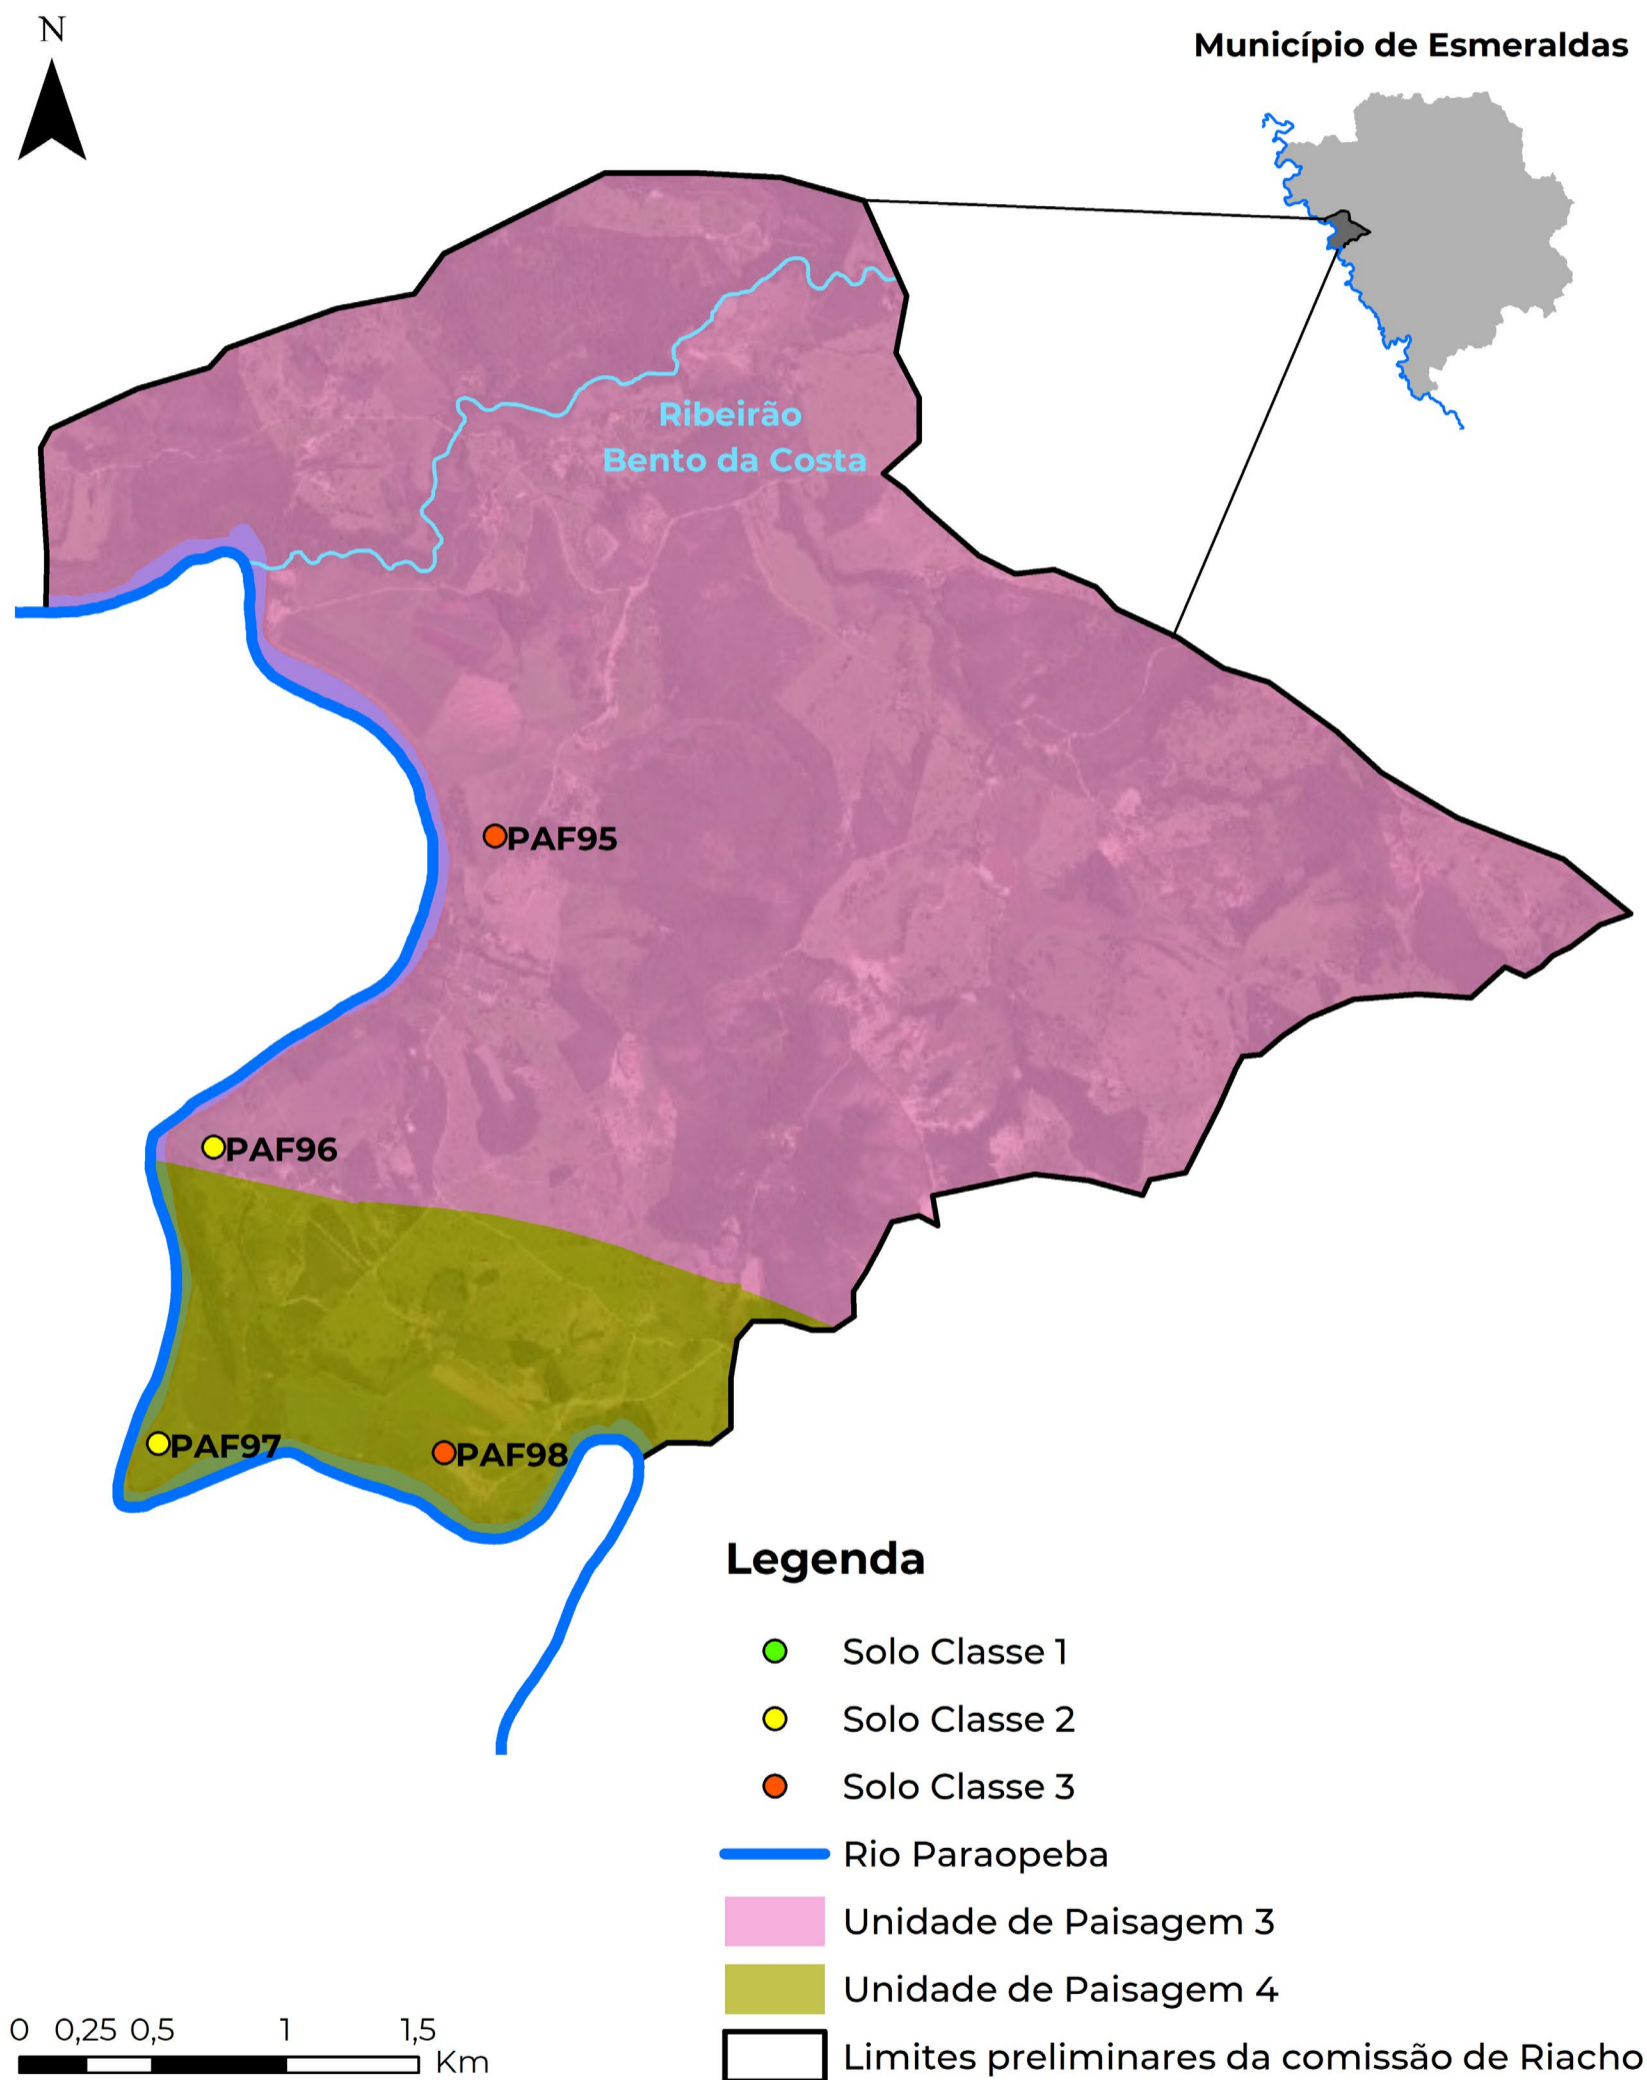 N
Município de Esmeraldas
Ribeirão
Bento da Costa
PAF95
PAF96
PAF97
PAF98
Legenda
Solo Classe 1
Solo Classe 2
Solo Classe 3
Rio Paraopeba
Unidade de Paisagem 3
Unidade de Paisagem 4
Limites preliminares da comissão de Riacho
0 0,25 0,5 1 1,5
Km